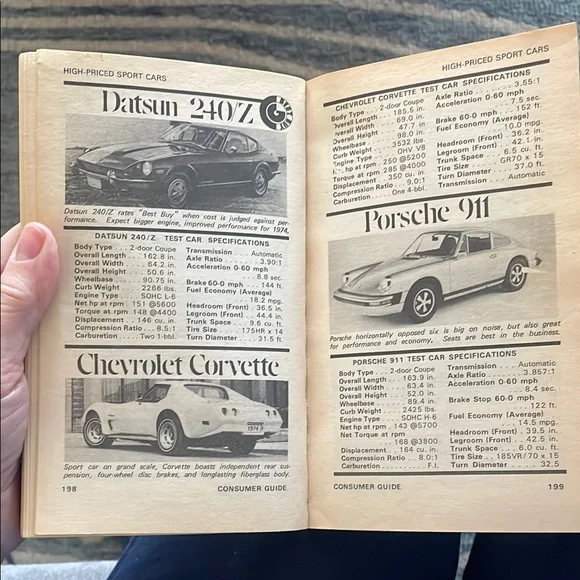 HIGH-PRICED SPORT CARS
Datsun 240/Z
BEST BUY
Datsun 240/Z rates "Best Buy" when cost is judged against per-
formance. Expect bigger engine, improved performance for 1974.
DATSUN 240/Z TEST CAR SPECIFICATIONS
Body Type . . . 2-door Coupe
Overall Length . . . 162.8 in.
Overall Width . . . 64.2 in.
Overall Height . . . 50.6 in.
Wheelbase . . . 90.75 in.
Curb Weight . . . 2266 lbs.
Engine Type . . . SOHC L-6
Net hp at rpm . . . 151 @5600
Torque at rpm . . . 148 @4400
Displacement . . . 146 cu. in.
Compression Ratio . . . 8.5:1
Carburetion . . . Two 1-bbl.
Transmission . . . Automatic
Axle Ratio . . . 3.90:1
Acceleration 0-60 mph
. . . 8.8 sec.
Brake 60-0 mph . . . 144 ft.
Fuel Economy (Average)
. . . 18.2 mpg.
Headroom (Front) . . . 36.5 in.
Legroom (Front) . . . 44.4 in.
Trunk Space . . . 9.6 cu. ft.
Tire Size . . . 175HR x 14
Turn Diameter . . . 31.5 ft.
Chevrolet Corvette
Sport car on grand scale, Corvette boasts independent rear sus-
pension, four-wheel disc brakes, and longlasting fiberglass body.
198 CONSUMER GUIDE
HIGH-PRICED SPORT CARS
CHEVROLET CORVETTE TEST CAR SPECIFICATIONS
Body Type . . . 2-door Coupe
Overall Length . . . 185.5 in.
Overall Width . . . 69.0 in.
Overall Height . . . 47.7 in.
Wheelbase . . . 98.0 in.
Curb Weight . . . 3532 lbs.
Engine Type . . . OHV V8
hp at rpm . . . 250 @5200
Torque at rpm . . . 285 @4000
Displacement . . . 350 cu. in.
Compression Ratio . . . 9.0:1
Carburetion . . . One 4-bbl.
Axle Ratio . . . 3.55:1
Acceleration 0-60 mph
. . . 7.5 sec.
Brake 60-0 mph . . . 152 ft.
Fuel Economy (Average)
. . . 10.0 mpg.
Headroom (Front) . . . 36.2 in.
Legroom (Front) . . . 42.1 in.
Trunk Space . . . 6.5 cu. ft.
Tire Size . . . GR70 x 15
Turn Diameter . . . 37.0 ft.
Transmission . . . Automatic
Porsche 911
Porsche horizontally opposed six is big on noise, but also great
for performance and economy. Seats are best in the business.
PORSCHE 911 TEST CAR SPECIFICATIONS
Body Type . . . 2-door Coupe
Overall Length . . . 163.9 in.
Overall Width . . . 63.4 in.
Overall Height . . . 52.0 in.
Wheelbase . . . 89.4 in.
Curb Weight . . . 2425 lbs.
Engine Type . . . SOHC H-6
Net hp at rpm . . . 143 @5700
Net Torque at rpm
. . . 168 @3800
Displacement . . . 164 cu. in.
Compression Ratio . . . 8.0:1
Carburetion . . . F.I.
Transmission . . . Automatic
Axle Ratio . . . 3.857:1
Acceleration 0-60 mph
. . . 8.4 sec.
Brake Stop 60-0 mph
. . . 122 ft.
Fuel Economy (Average)
. . . 14.5 mpg.
Headroom (Front) . . . 39.5 in.
Legroom (Front) . . . 42.5 in.
Trunk Space . . . 6.0 cu. ft.
Tire Size . . . 185VR/70 x 15
Turn Diameter . . . 32.5
CONSUMER GUIDE 199